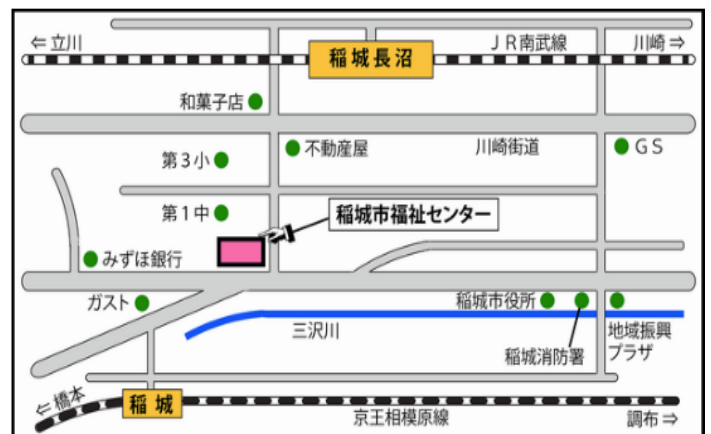 ⇐立川
稲城長沼
JR南武線
川崎⇒
和菓子店
不動産屋
川崎街道
GS
第3小
第1中
稲城市福祉センター
みずほ銀行
ガスト
稲城市役所
三沢川
稲城消防署
地域振興
プラザ
⇐橋本
稲城
京王相模原線
調布⇒